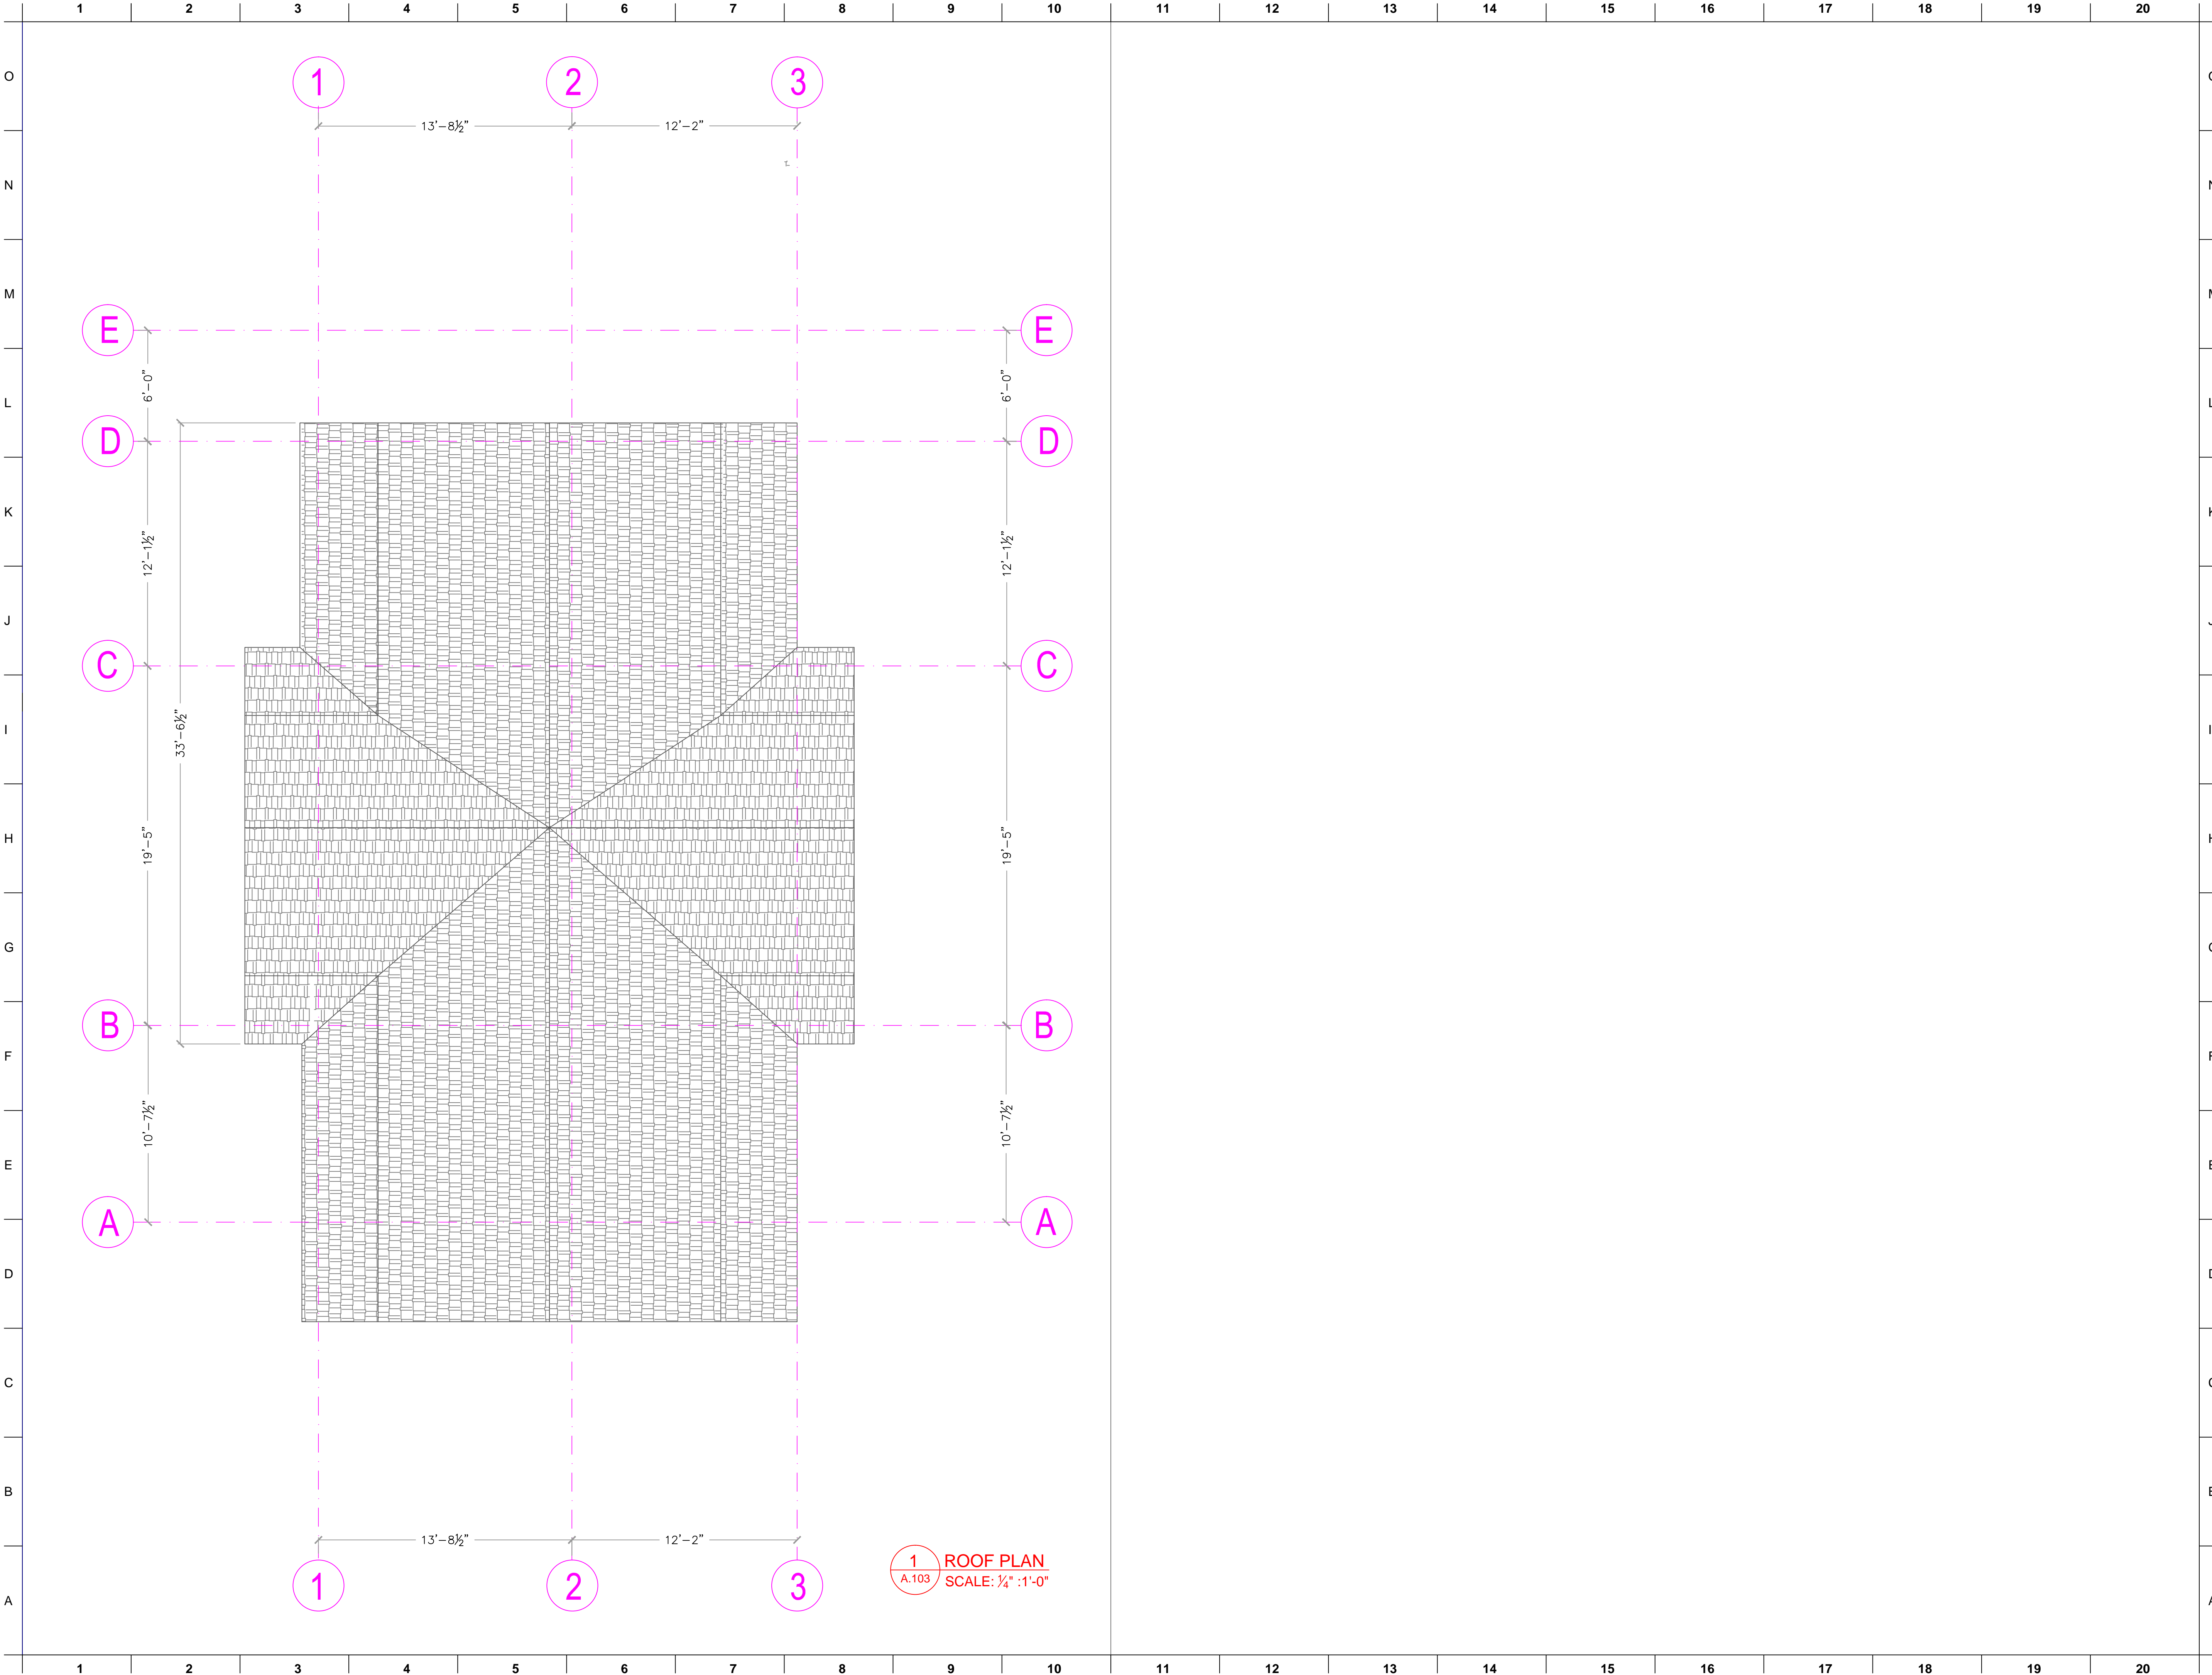 1 2 3 4 5 6 7 8 9 10 11 12 13 14 15 16 17 18 19 20
O
1 2 3
13'-8½" 12'-2"
N
M
E E
6'-0" 6'-0"
L
D D
K
12'-1½" 12'-1½"
J
C C
I
33'-6½"
H
19'-5" 19'-5"
G
B B
F
10'-7½" 10'-7½"
E
A A
D
C
B
13'-8½" 12'-2"
1 ROOF PLAN
A.103 SCALE: ¼" :1'-0"
1 2 3
A
1 2 3 4 5 6 7 8 9 10 11 12 13 14 15 16 17 18 19 20